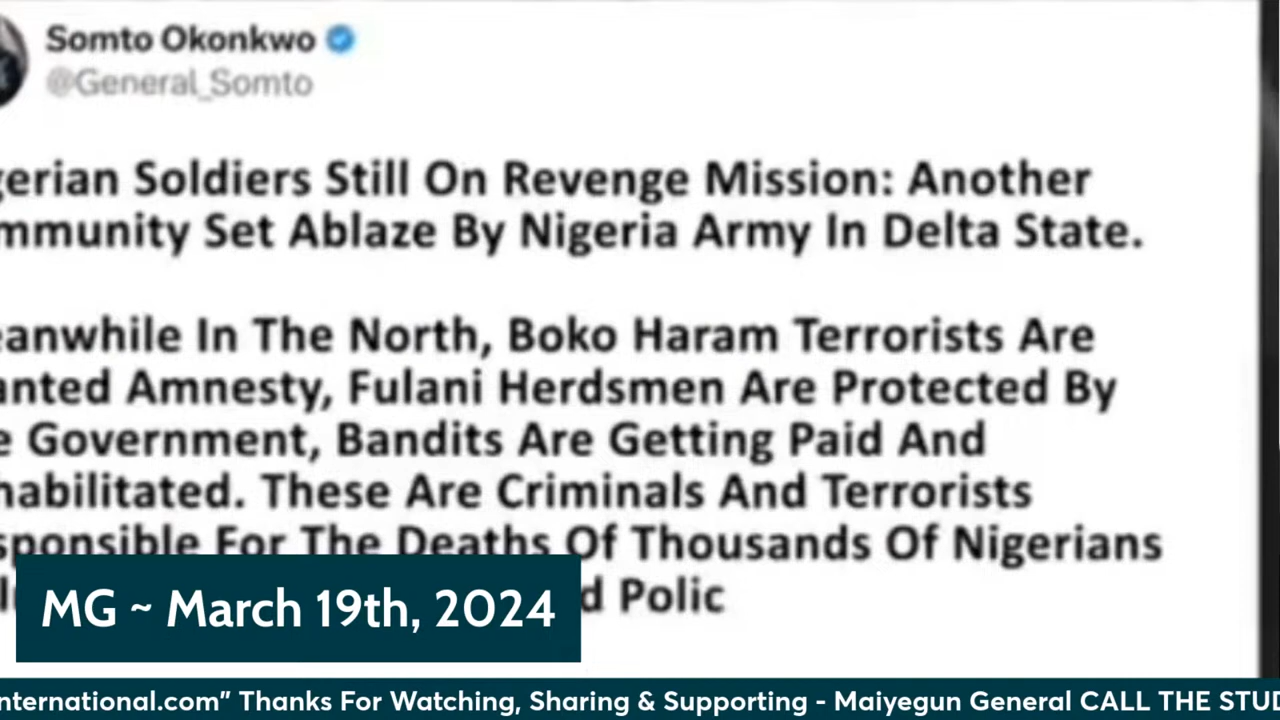 Somto Okonkwo
@General_Somto
gerian Soldiers Still On Revenge Mission: Another
mmunity Set Ablaze By Nigeria Army In Delta State.
eanwhile In The North, Boko Haram Terrorists Are
anted Amnesty, Fulani Herdsmen Are Protected By
e Government, Bandits Are Getting Paid And
habilitated. These Are Criminals And Terrorists
sponsible For The Deaths Of Thousands Of Nigerians
d Polic
MG ~ March 19th, 2024
nternational.com” Thanks For Watching, Sharing & Supporting - Maiyegun General CALL THE STU